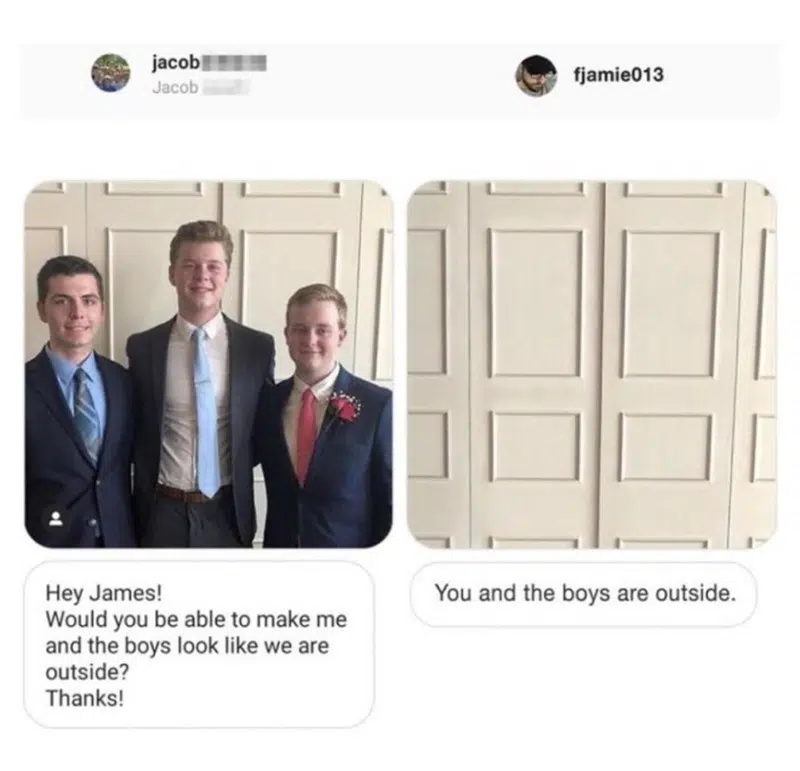 jacob
Jacob
fjamie013
Hey James!
Would you be able to make me
and the boys look like we are
outside?
Thanks!
You and the boys are outside.